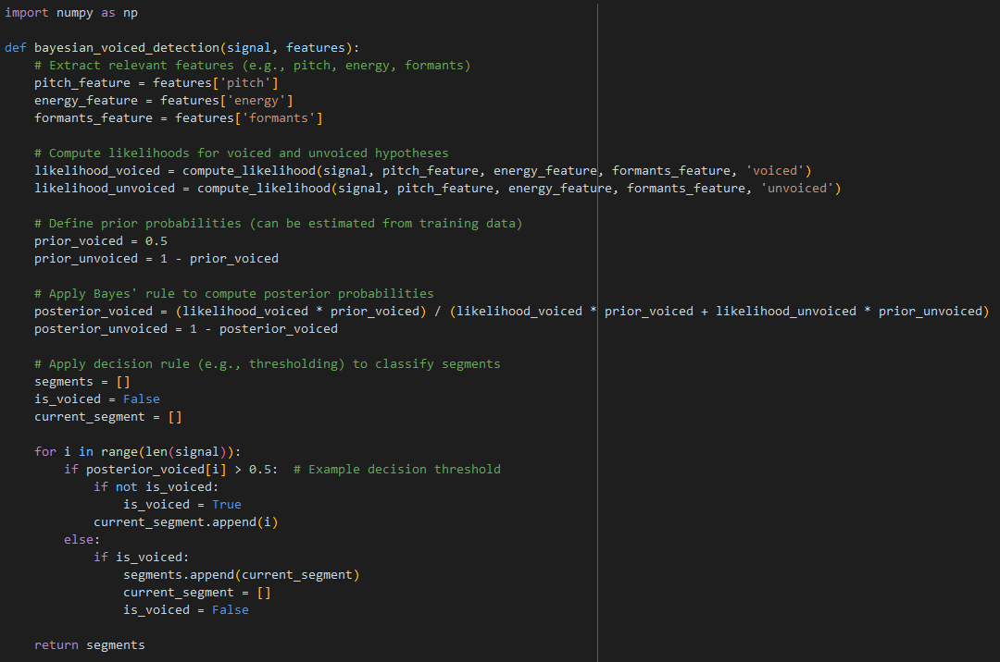 import numpy as np

def bayesian_voiced_detection(signal, features):
    # Extract relevant features (e.g., pitch, energy, formants)
    pitch_feature = features['pitch']
    energy_feature = features['energy']
    formants_feature = features['formants']

    # Compute likelihoods for voiced and unvoiced hypotheses
    likelihood_voiced = compute_likelihood(signal, pitch_feature, energy_feature, formants_feature, 'voiced')
    likelihood_unvoiced = compute_likelihood(signal, pitch_feature, energy_feature, formants_feature, 'unvoiced')

    # Define prior probabilities (can be estimated from training data)
    prior_voiced = 0.5
    prior_unvoiced = 1 - prior_voiced

    # Apply Bayes' rule to compute posterior probabilities
    posterior_voiced = (likelihood_voiced * prior_voiced) / (likelihood_voiced * prior_voiced + likelihood_unvoiced * prior_unvoiced)
    posterior_unvoiced = 1 - posterior_voiced

    # Apply decision rule (e.g., thresholding) to classify segments
    segments = []
    is_voiced = False
    current_segment = []

    for i in range(len(signal)):
        if posterior_voiced[i] > 0.5:  # Example decision threshold
            if not is_voiced:
                is_voiced = True
            current_segment.append(i)
        else:
            if is_voiced:
                segments.append(current_segment)
                current_segment = []
                is_voiced = False

    return segments